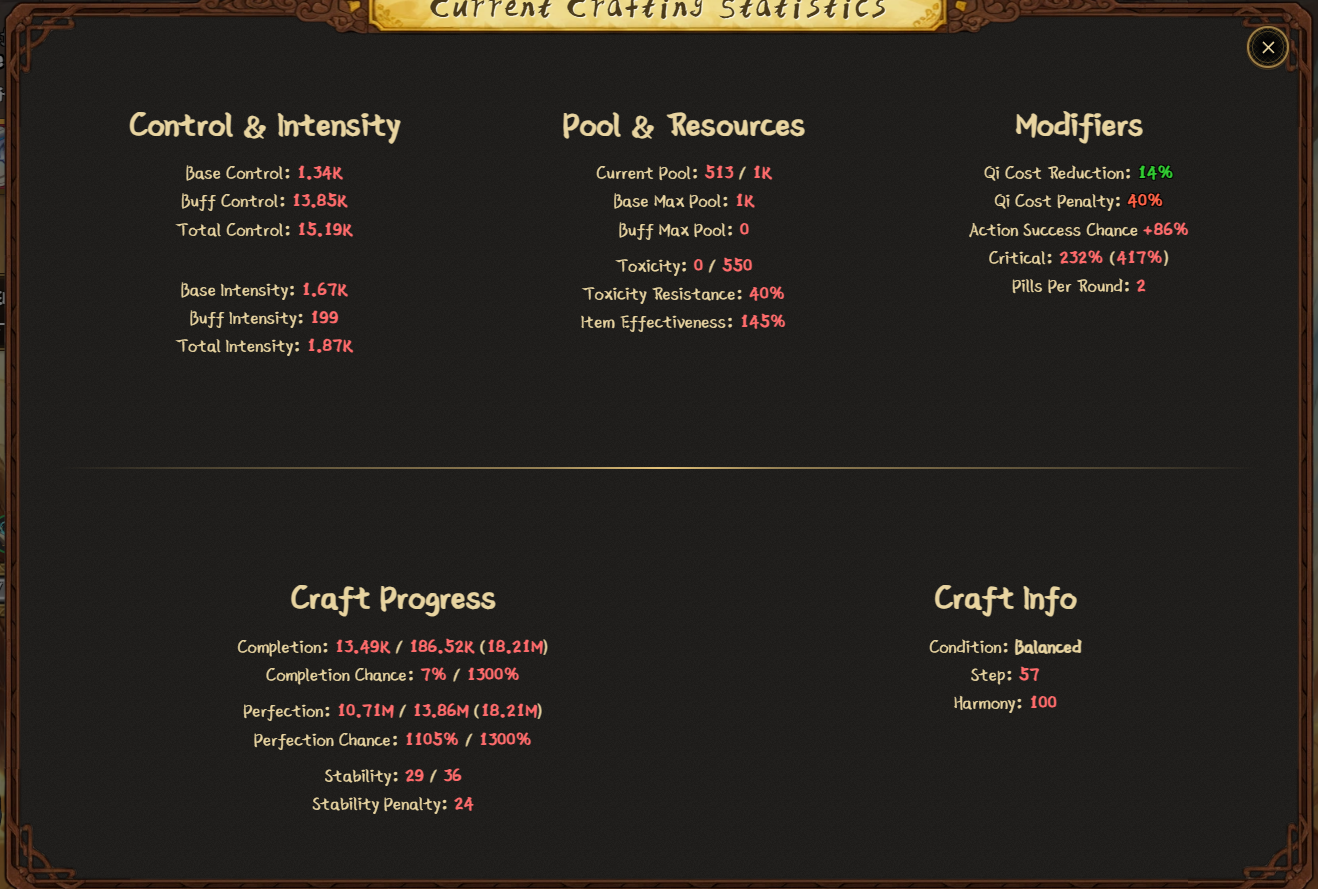 Current Crafting Statistics
Control & Intensity
Base Control: 1.34K
Buff Control: 13.85K
Total Control: 15.19K
Base Intensity: 1.67K
Buff Intensity: 199
Total Intensity: 1.87K
Pool & Resources
Current Pool: 513 / 1K
Base Max Pool: 1K
Buff Max Pool: 0
Toxicity: 0 / 550
Toxicity Resistance: 40%
Item Effectiveness: 145%
Modifiers
Qi Cost Reduction: 14%
Qi Cost Penalty: 40%
Action Success Chance +86%
Critical: 232% (417%)
Pills Per Round: 2
Craft Progress
Completion: 13.49K / 186.52K (18.21M)
Completion Chance: 7% / 1300%
Perfection: 10.71M / 13.86M (18.21M)
Perfection Chance: 1105% / 1300%
Stability: 29 / 36
Stability Penalty: 24
Craft Info
Condition: Balanced
Step: 57
Harmony: 100